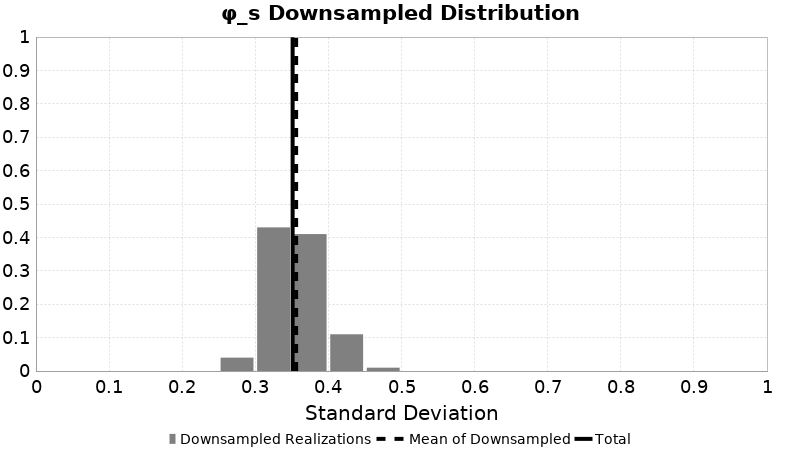 φ_s Downsampled Distribution
1
0.9
0.8
0.7
0.6
0.5
0.4
0.3
0.2
0.1
0
0 0.1 0.2 0.3 0.4 0.5 0.6 0.7 0.8 0.9 1
Standard Deviation
Downsampled Realizations Mean of Downsampled Total